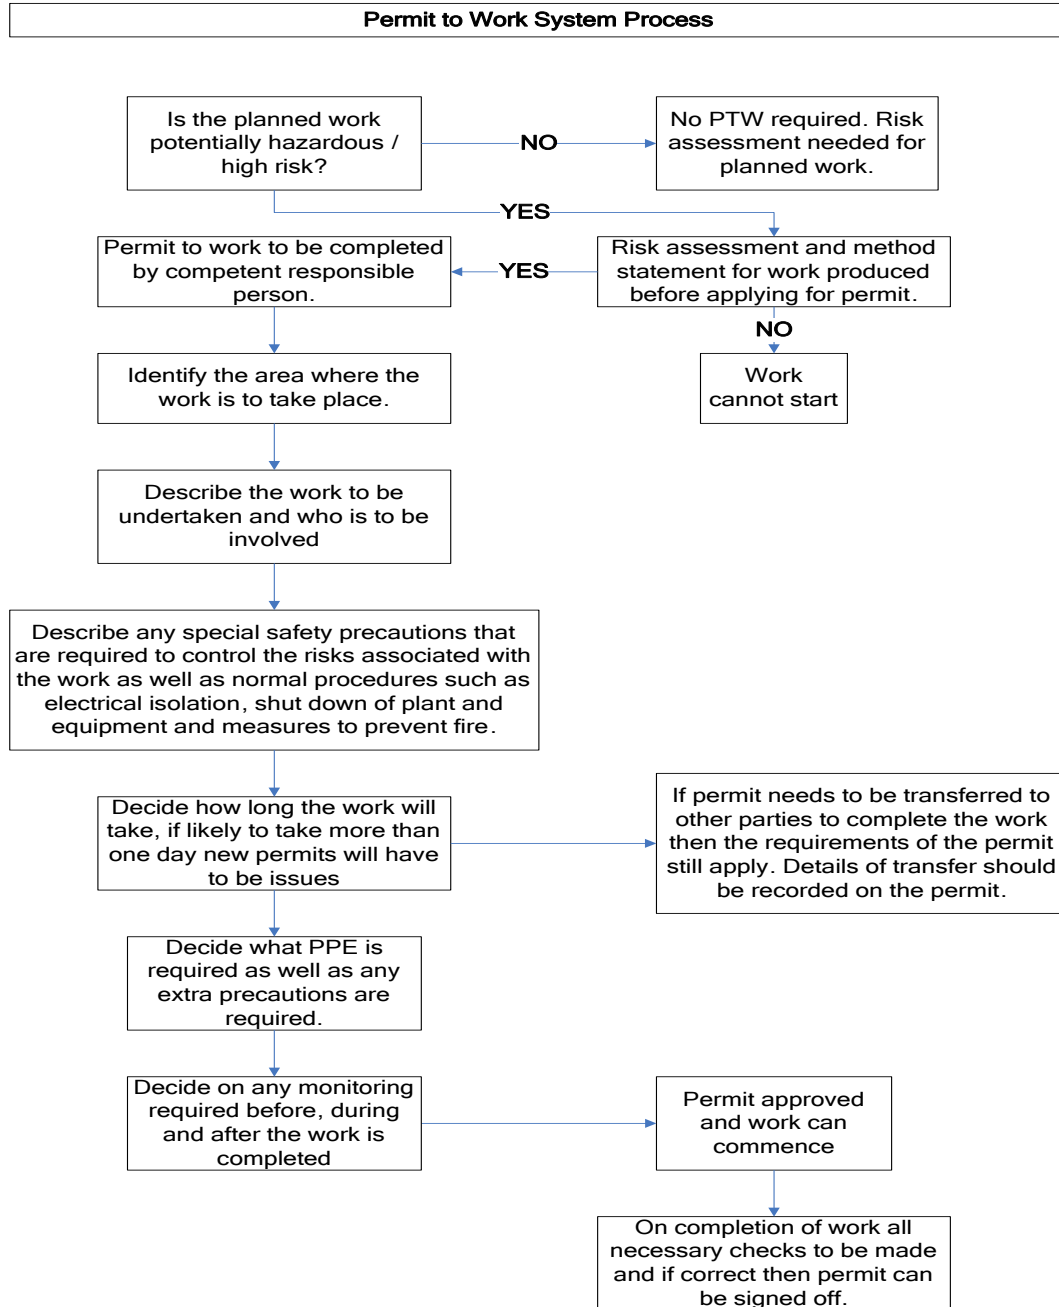 Permit to Work System Process
Is the planned work
potentially hazardous /
high risk?
NO
No PTW required. Risk
assessment needed for
planned work.
YES
Permit to work to be completed
by competent responsible
person.
YES
Risk assessment and method
statement for work produced
before applying for permit.
NO
Identify the area where the
work is to take place.
Work
cannot start
Describe the work to be
undertaken and who is to be
involved
Describe any special safety precautions that
are required to control the risks associated with
the work as well as normal procedures such as
electrical isolation, shut down of plant and
equipment and measures to prevent fire.
Decide how long the work will
take, if likely to take more than
one day new permits will have
to be issues
If permit needs to be transferred to
other parties to complete the work
then the requirements of the permit
still apply. Details of transfer should
be recorded on the permit.
Decide what PPE is
required as well as any
extra precautions are
required.
Decide on any monitoring
required before, during
and after the work is
completed
Permit approved
and work can
commence
On completion of work all
necessary checks to be made
and if correct then permit can
be signed off.